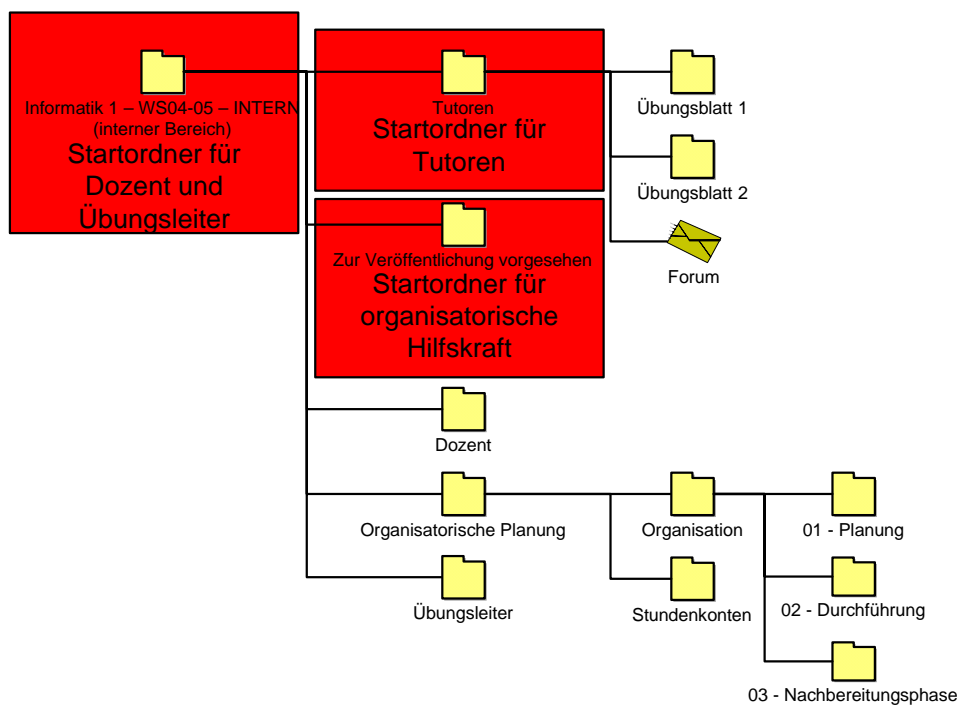 Informatik 1 – WS04-05 – INTERN
(interner Bereich)
Startordner für
Dozent und
Übungsleiter
Tutoren
Startordner für
Tutoren
Übungsblatt 1
Übungsblatt 2
Forum
Zur Veröffentlichung vorgesehen
Startordner für
organisatorische
Hilfskraft
Dozent
Organisatorische Planung
Organisation
01 - Planung
Übungsleiter
Stundenkonten
02 - Durchführung
03 - Nachbereitungsphase